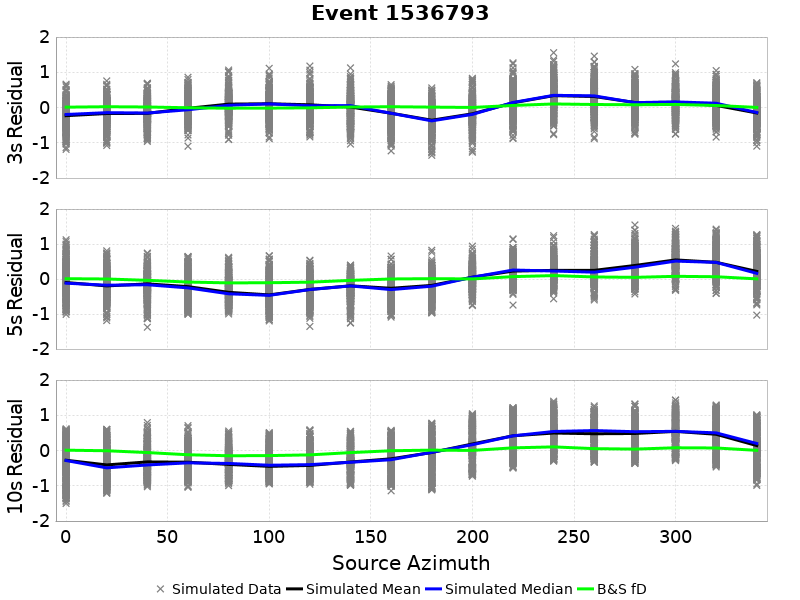 Event 1536793
3s Residual
2
1
0
-1
-2
5s Residual
2
1
0
-1
-2
10s Residual
2
1
0
-1
-2
0 50 100 150 200 250 300
Source Azimuth
Simulated Data Simulated Mean Simulated Median B&S fD